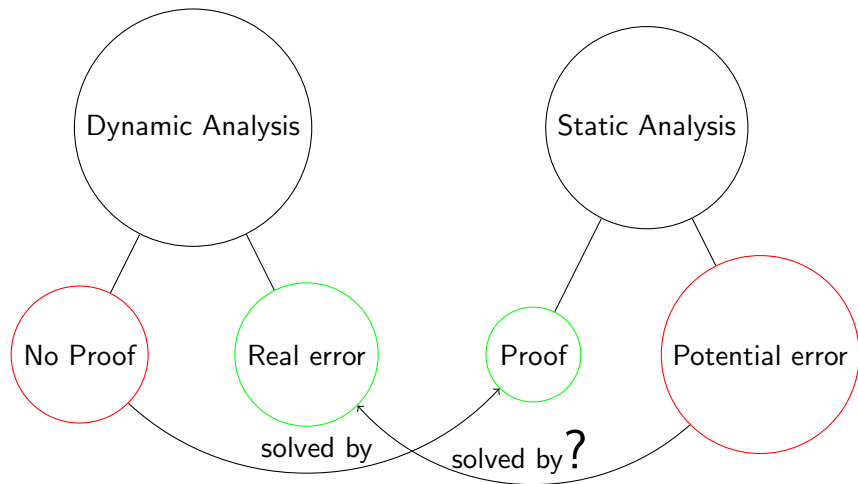 Dynamic Analysis
Static Analysis
No Proof
Real error
Proof
Potential error
solved by
solved by?